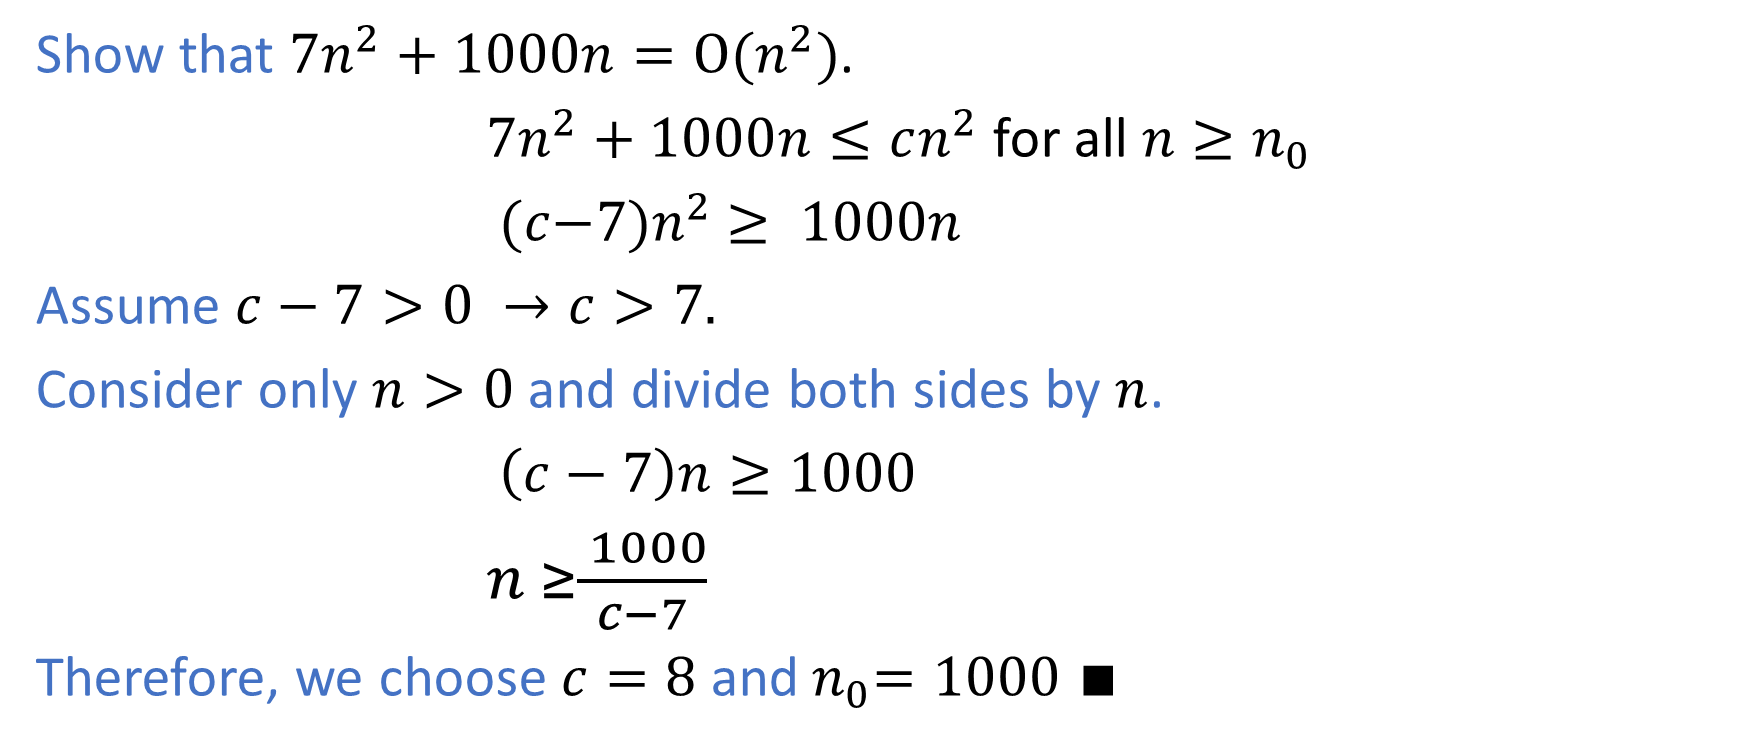 Show that 7n² + 1000n = O(n²).
7n² + 1000n ≤ cn² for all n ≥ n₀
(c−7)n² ≥ 1000n
Assume c − 7 > 0 → c > 7.
Consider only n > 0 and divide both sides by n.
(c − 7)n ≥ 1000
n ≥ 1000/(c−7)
Therefore, we choose c = 8 and n₀= 1000 ■